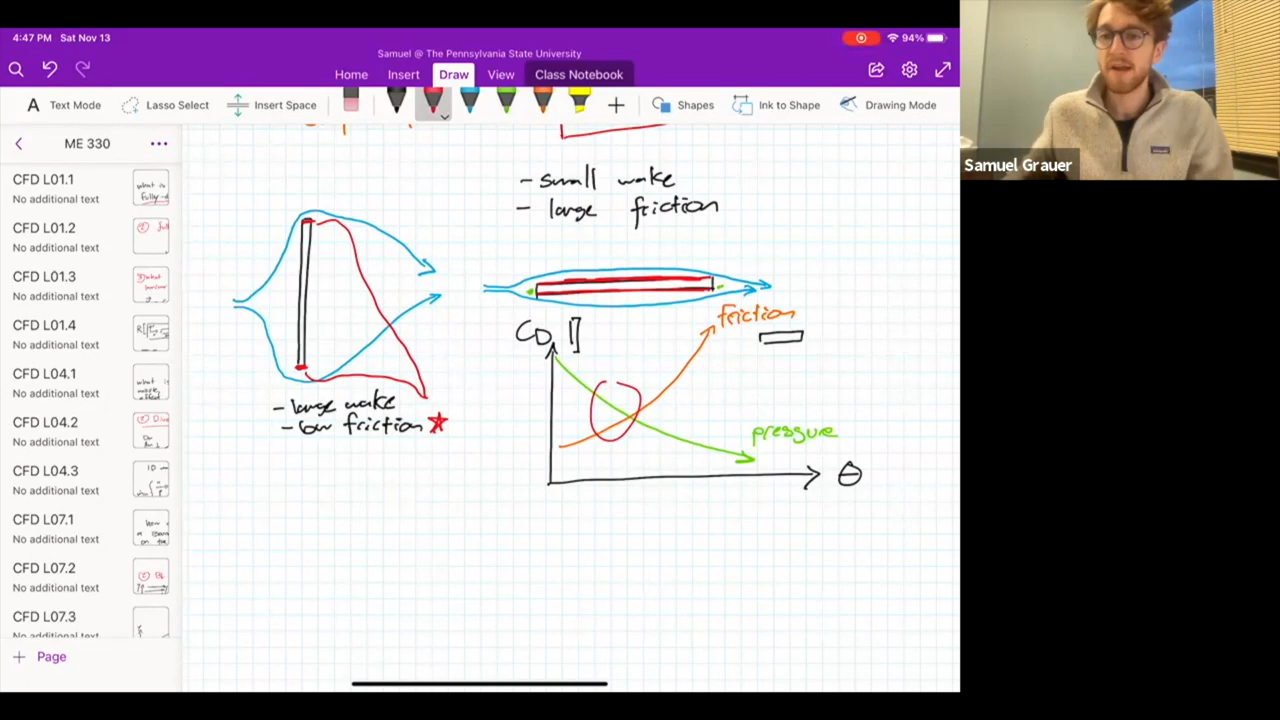 4:47 PM Sat Nov 13
94%
Samuel @ The Pennsylvania State University
Home Insert Draw View Class Notebook
A Text Mode Lasso Select Insert Space Shapes Ink to Shape Drawing Mode
ME 330
CFD L01.1
No additional text
CFD L01.2
No additional text
CFD L01.3
No additional text
CFD L01.4
No additional text
CFD L04.1
No additional text
CFD L04.2
No additional text
CFD L04.3
No additional text
CFD L07.1
No additional text
CFD L07.2
No additional text
CFD L07.3
No additional text
+ Page
- small wake
- large friction
- large wake
- low friction
CD
friction
pressure
θ
Samuel Grauer